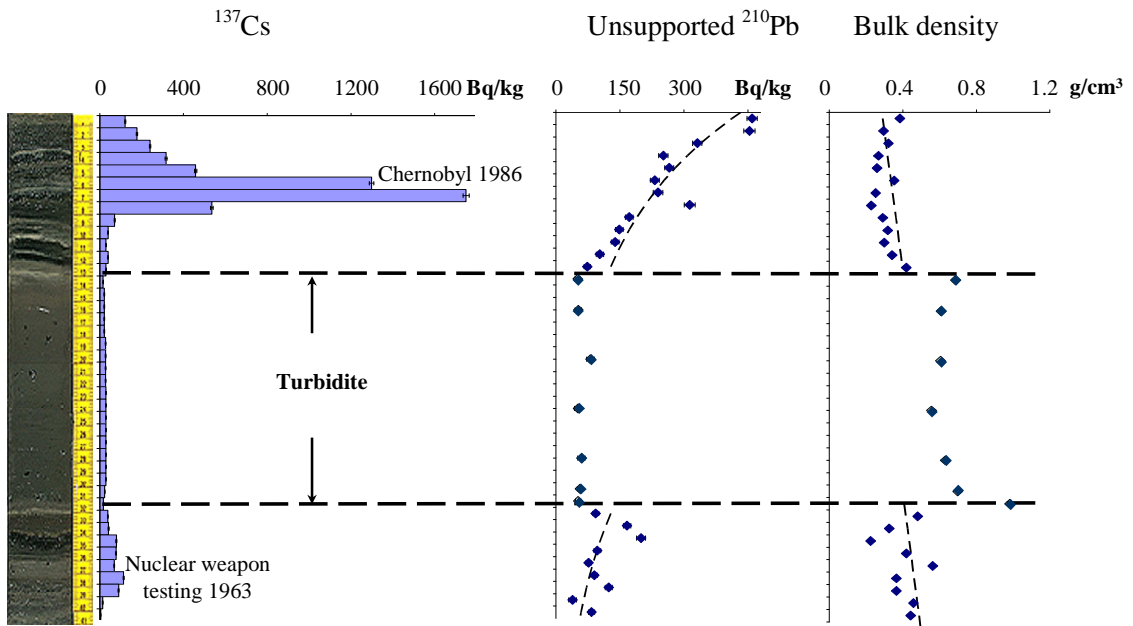 ¹³⁷Cs
Unsupported ²¹⁰Pb
Bulk density
0 400 800 1200 1600 Bq/kg
0 150 300 Bq/kg
0 0.4 0.8 1.2 g/cm³
Chernobyl 1986
Turbidite
Nuclear weapon
testing 1963